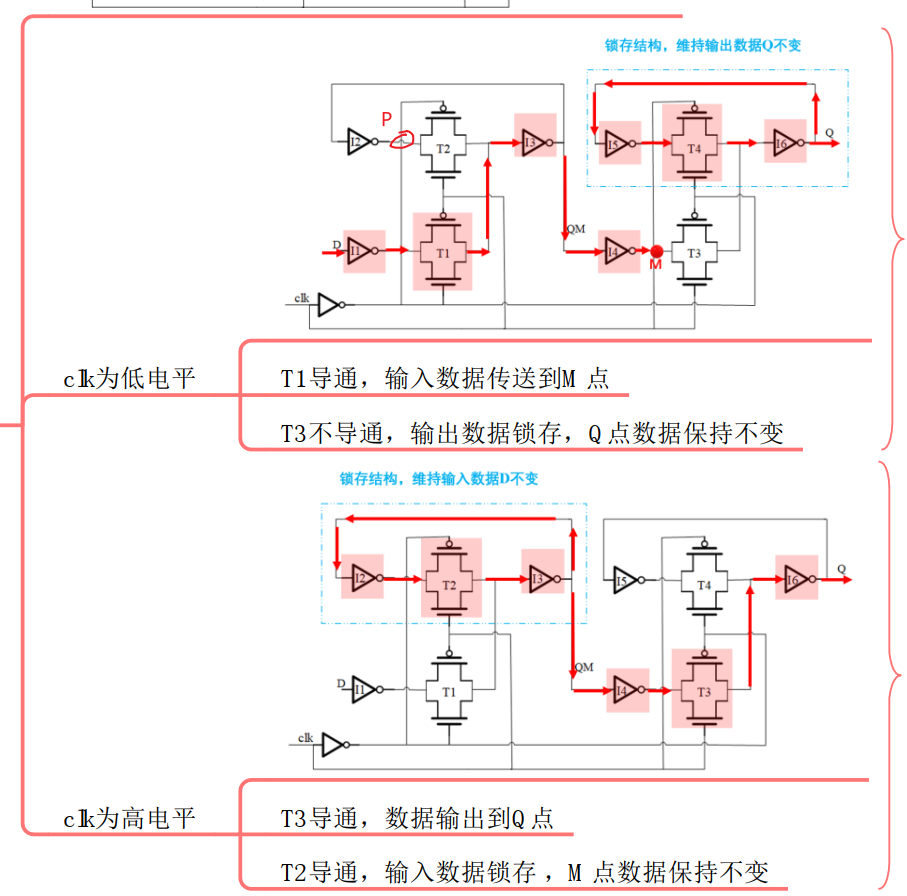 锁存结构，维持输出数据Q不变
P
I2
T2
I3
I5
T4
I6
Q
D
I1
T1
QM
I4
M
T3
clk
clk为低电平
T1导通，输入数据传送到M 点
T3不导通，输出数据锁存，Q 点数据保持不变
锁存结构，维持输入数据D不变
I2
T2
I3
I5
T4
I6
Q
D
I1
T1
QM
I4
T3
clk
clk为高电平
T3导通，数据输出到Q 点
T2导通，输入数据锁存 ，M 点数据保持不变